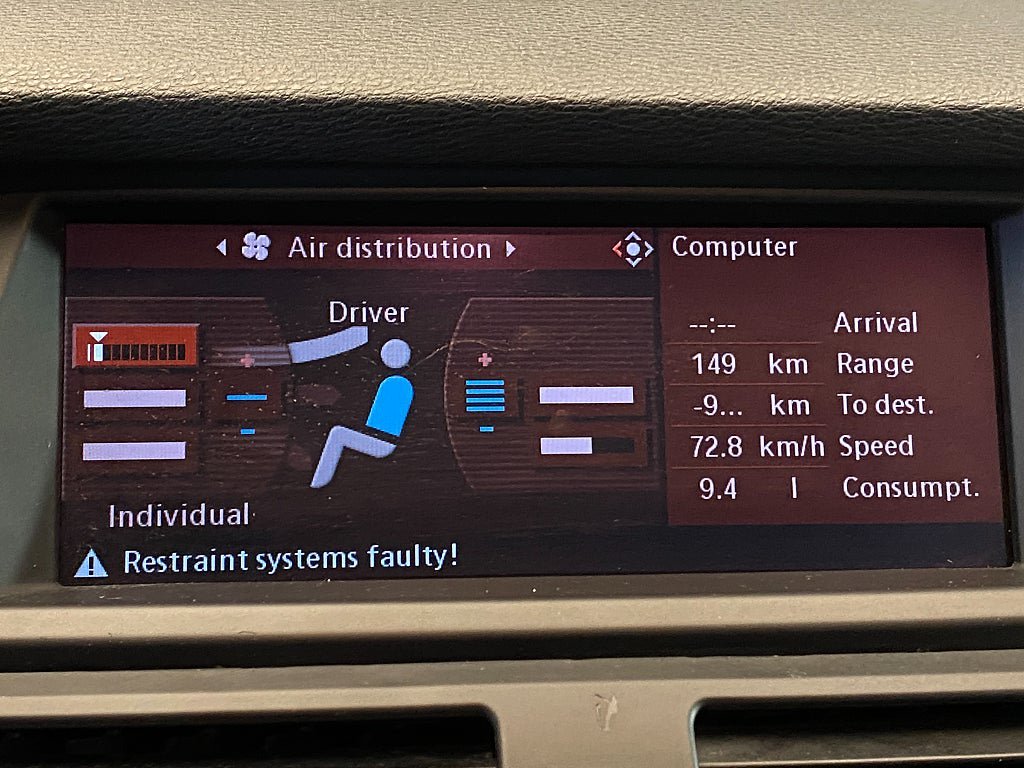 Air distribution
Driver
Individual
Restraint systems faulty!
Computer
--:-- Arrival
149 km Range
-9... km To dest.
72.8 km/h Speed
9.4 l Consumpt.